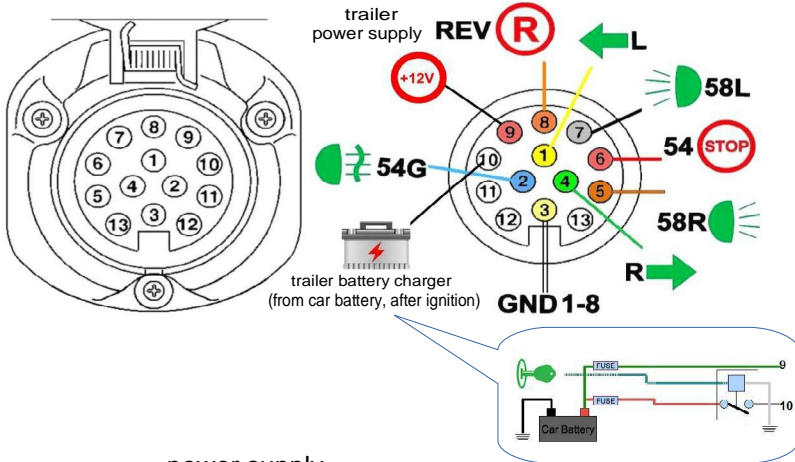 trailer
power supply
REV R
L
+12V
58L
7 8 9
6 1 10
5 4 2 11
13 3 12
9 8 7
10 1 6
11 2 4 5
12 3 13
54G
54 STOP
58R
R
trailer battery charger
(from car battery, after ignition)
GND 1-8
FUSE
9
FUSE
10
Car Battery
power supply